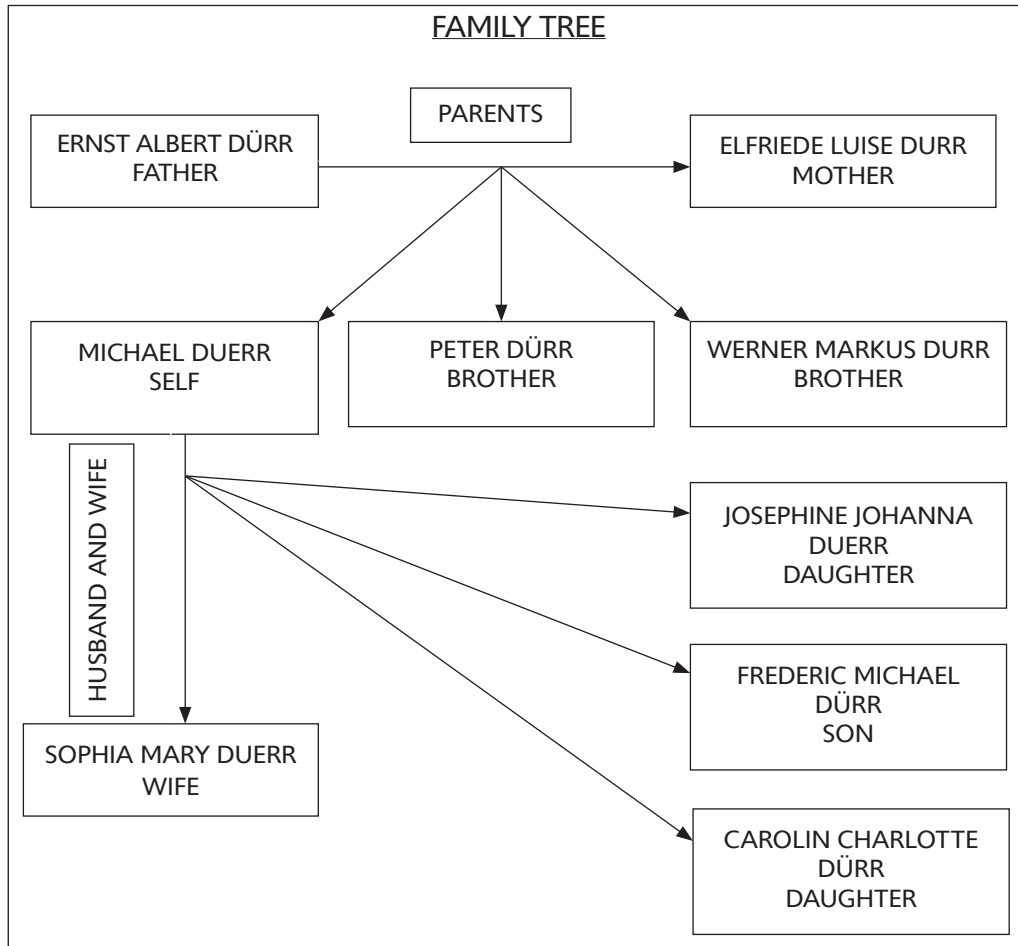 FAMILY TREE
PARENTS
ERNST ALBERT DÜRR
FATHER
ELFRIEDE LUISE DURR
MOTHER
MICHAEL DUERR
SELF
PETER DÜRR
BROTHER
WERNER MARKUS DURR
BROTHER
HUSBAND AND WIFE
JOSEPHINE JOHANNA
DUERR
DAUGHTER
FREDERIC MICHAEL
DÜRR
SON
SOPHIA MARY DUERR
WIFE
CAROLIN CHARLOTTE
DÜRR
DAUGHTER